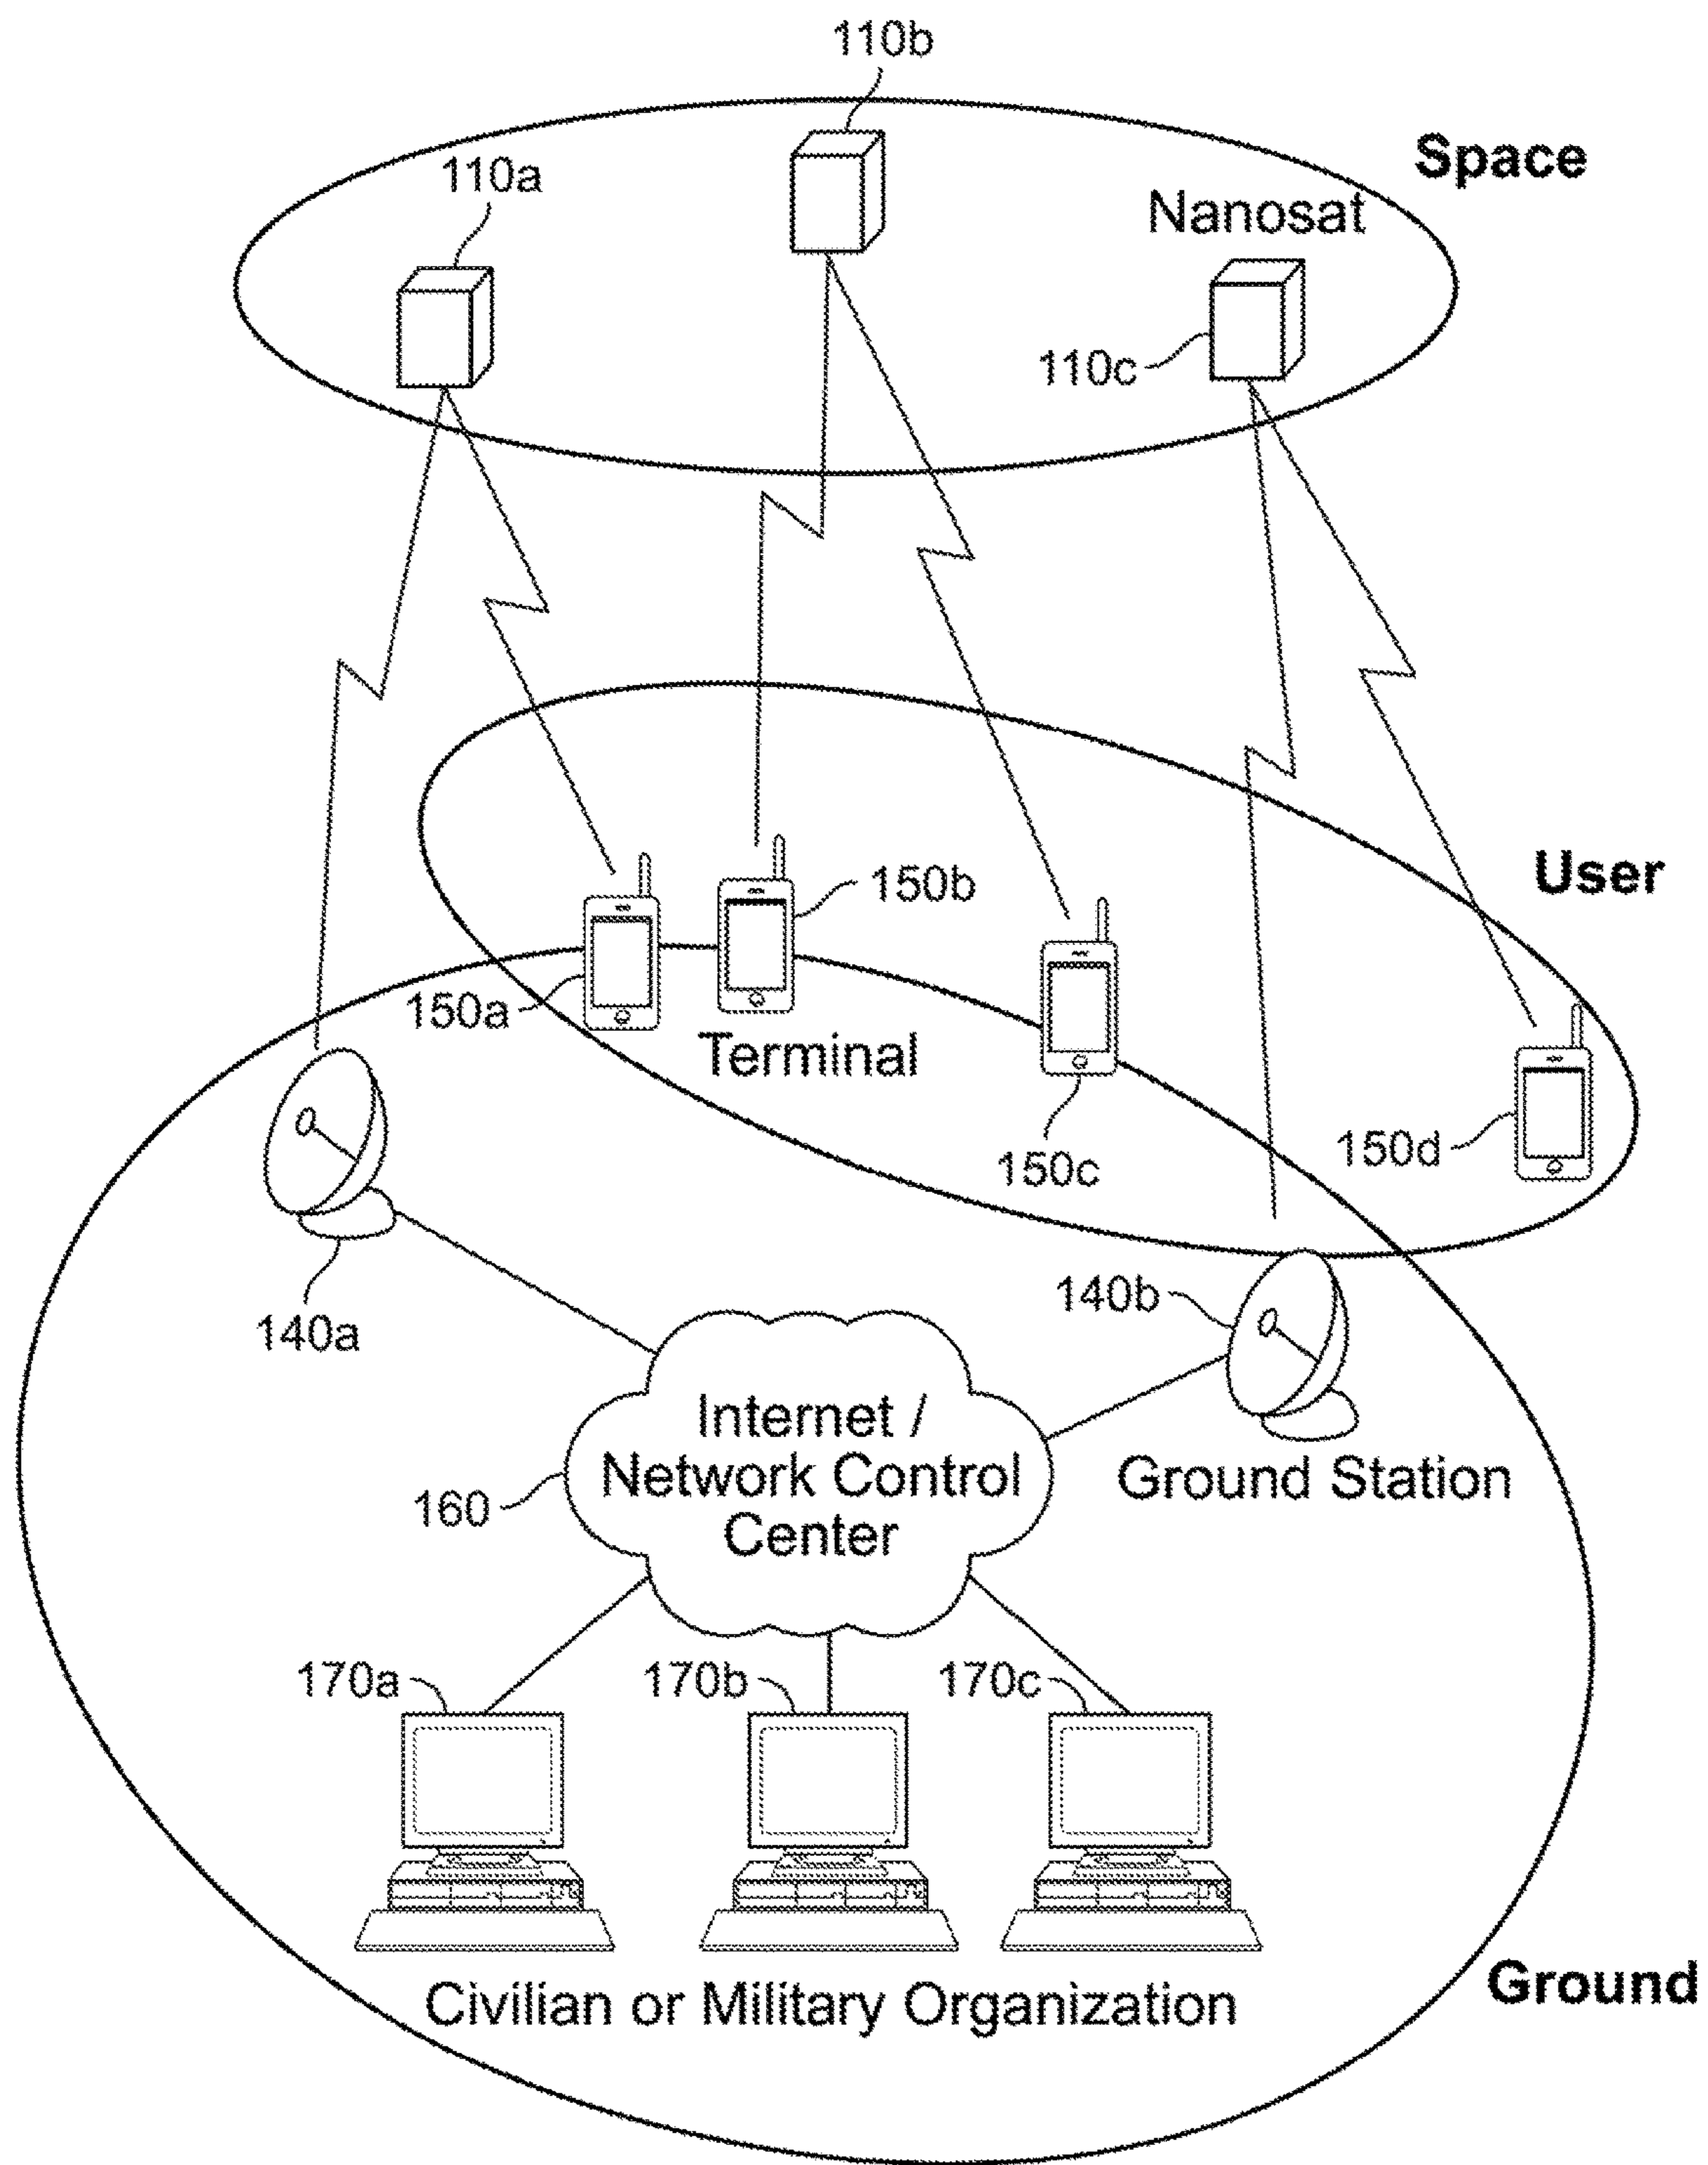 110b
Space
110a
Nanosat
110c
User
150b
150a
Terminal
150c
150d
140b
140a
Internet /
Network Control
Center
Ground Station
160
170a
170b
170c
Ground
Civilian or Military Organization